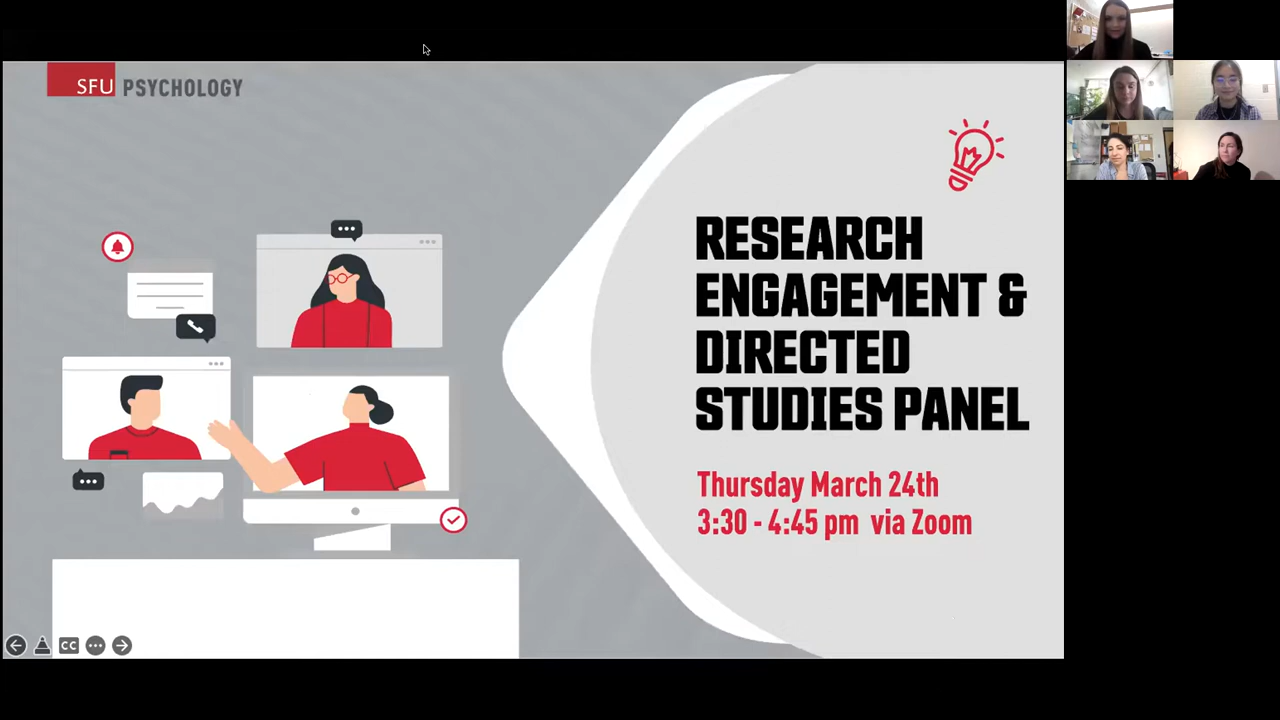 SFU PSYCHOLOGY
RESEARCH
ENGAGEMENT &
DIRECTED
STUDIES PANEL
Thursday March 24th
3:30 - 4:45 pm via Zoom
CC